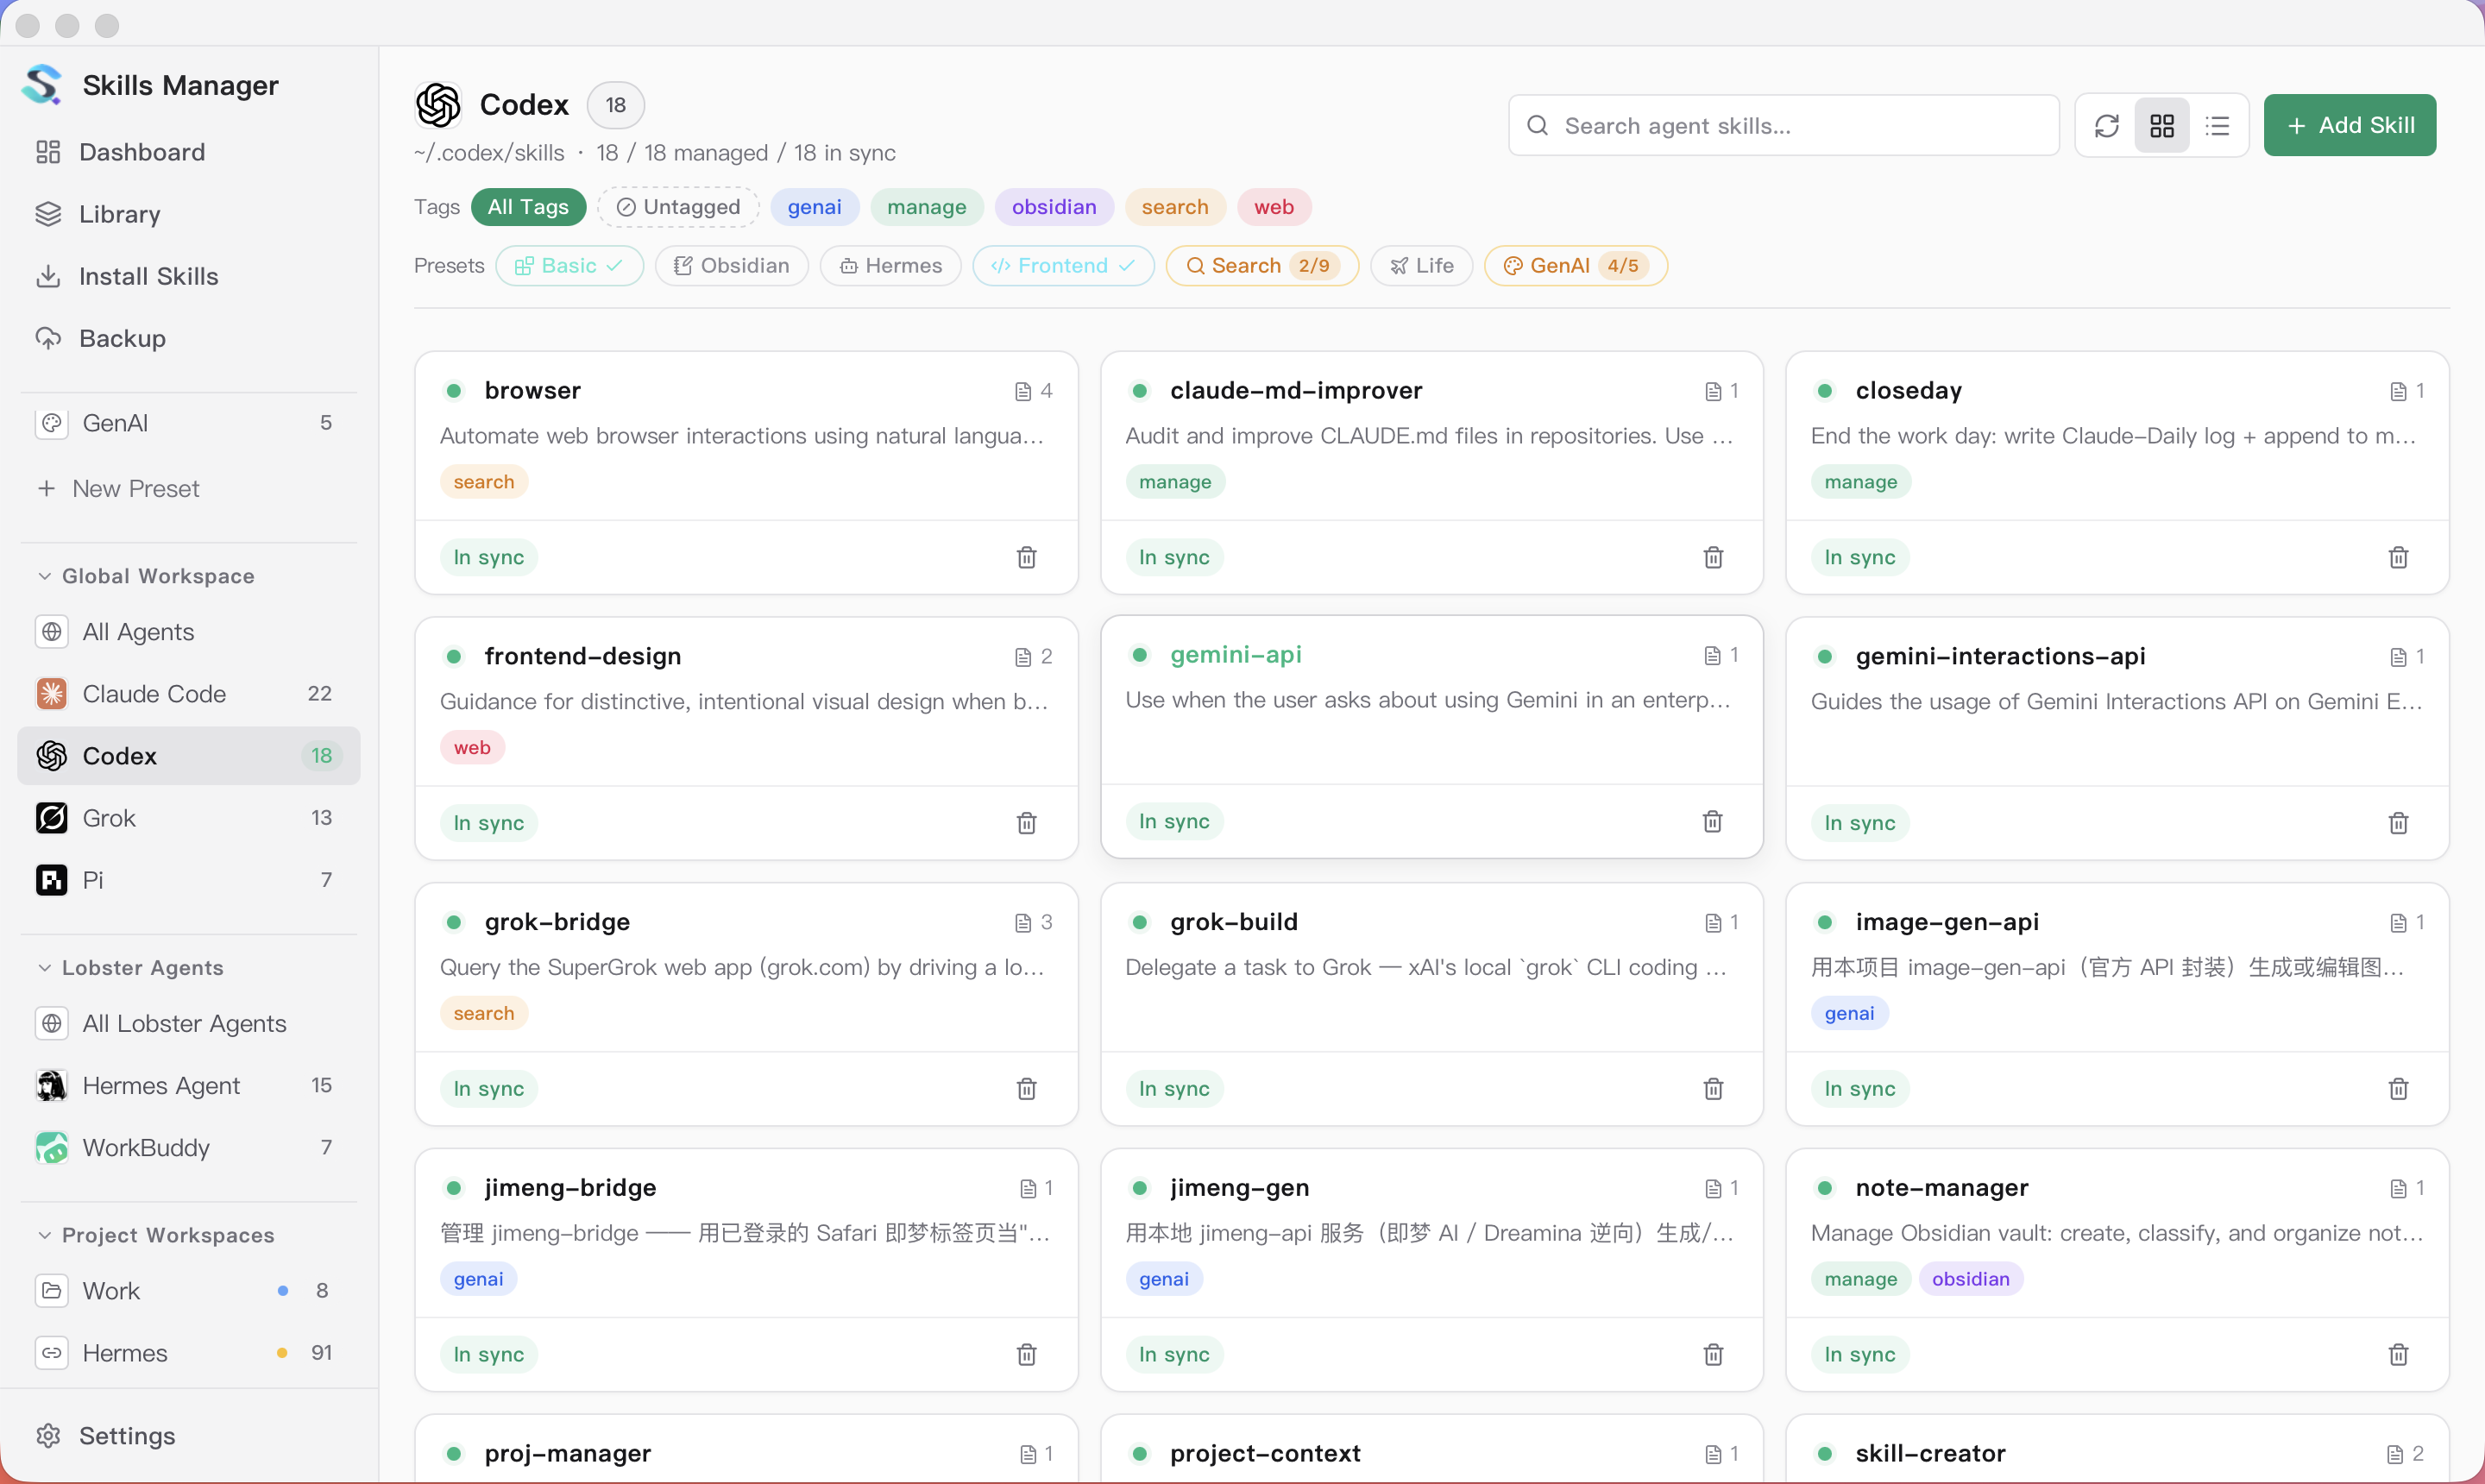 Skills Manager
Dashboard
Library
Install Skills
Backup
GenAI 5
New Preset
Global Workspace
All Agents
Claude Code 22
Codex 18
Grok 13
Pi 7
Lobster Agents
All Lobster Agents
Hermes Agent 15
WorkBuddy 7
Project Workspaces
Work 8
Hermes 91
Settings
Codex 18
~/.codex/skills · 18 / 18 managed / 18 in sync
Search agent skills...
+ Add Skill
Tags All Tags Untagged genai manage obsidian search web
Presets Basic Obsidian Hermes Frontend Search 2/9 Life GenAI 4/5
browser 4
Automate web browser interactions using natural langua...
search
In sync
claude-md-improver 1
Audit and improve CLAUDE.md files in repositories. Use ...
manage
In sync
closeday 1
End the work day: write Claude-Daily log + append to m...
manage
In sync
frontend-design 2
Guidance for distinctive, intentional visual design when b...
web
In sync
gemini-api 1
Use when the user asks about using Gemini in an enterp...
In sync
gemini-interactions-api 1
Guides the usage of Gemini Interactions API on Gemini E...
In sync
grok-bridge 3
Query the SuperGrok web app (grok.com) by driving a lo...
search
In sync
grok-build 1
Delegate a task to Grok — xAI's local `grok` CLI coding ...
In sync
image-gen-api 1
用本项目 image-gen-api（官方 API 封装）生成或编辑图...
genai
In sync
jimeng-bridge 1
管理 jimeng-bridge —— 用已登录的 Safari 即梦标签页当"...
genai
In sync
jimeng-gen 1
用本地 jimeng-api 服务（即梦 AI / Dreamina 逆向）生成/...
genai
In sync
note-manager 1
Manage Obsidian vault: create, classify, and organize not...
manage obsidian
In sync
proj-manager 1
project-context 1
skill-creator 2